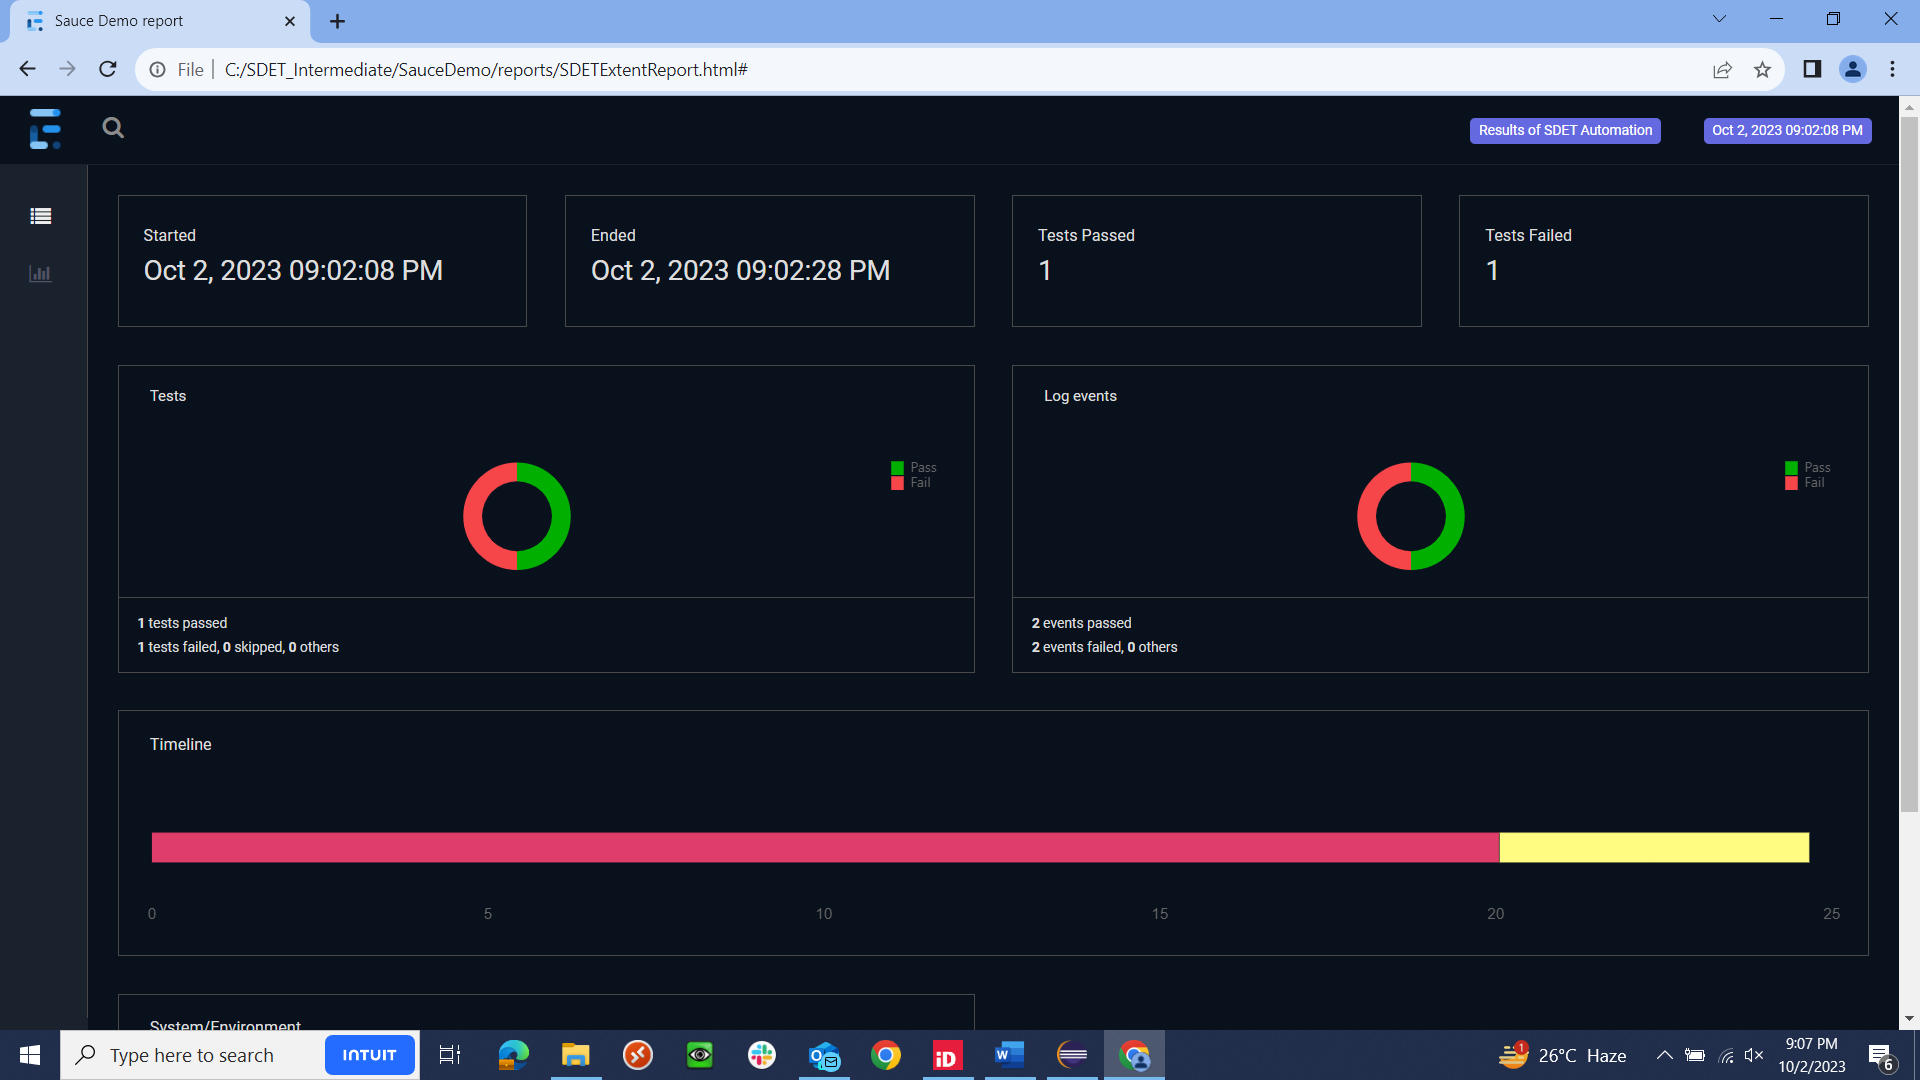 Sauce Demo report
File
C:/SDET_Intermediate/SauceDemo/reports/SDETExtentReport.html#
Results of SDET Automation
Oct 2, 2023 09:02:08 PM
Started
Oct 2, 2023 09:02:08 PM
Ended
Oct 2, 2023 09:02:28 PM
Tests Passed
1
Tests Failed
1
Tests
Pass
Fail
1 tests passed
1 tests failed, 0 skipped, 0 others
Log events
Pass
Fail
2 events passed
2 events failed, 0 others
Timeline
0 5 10 15 20 25
System/Environment
Type here to search
INTUIT
iD
W
1
26°C Haze
9:07 PM
10/2/2023
6